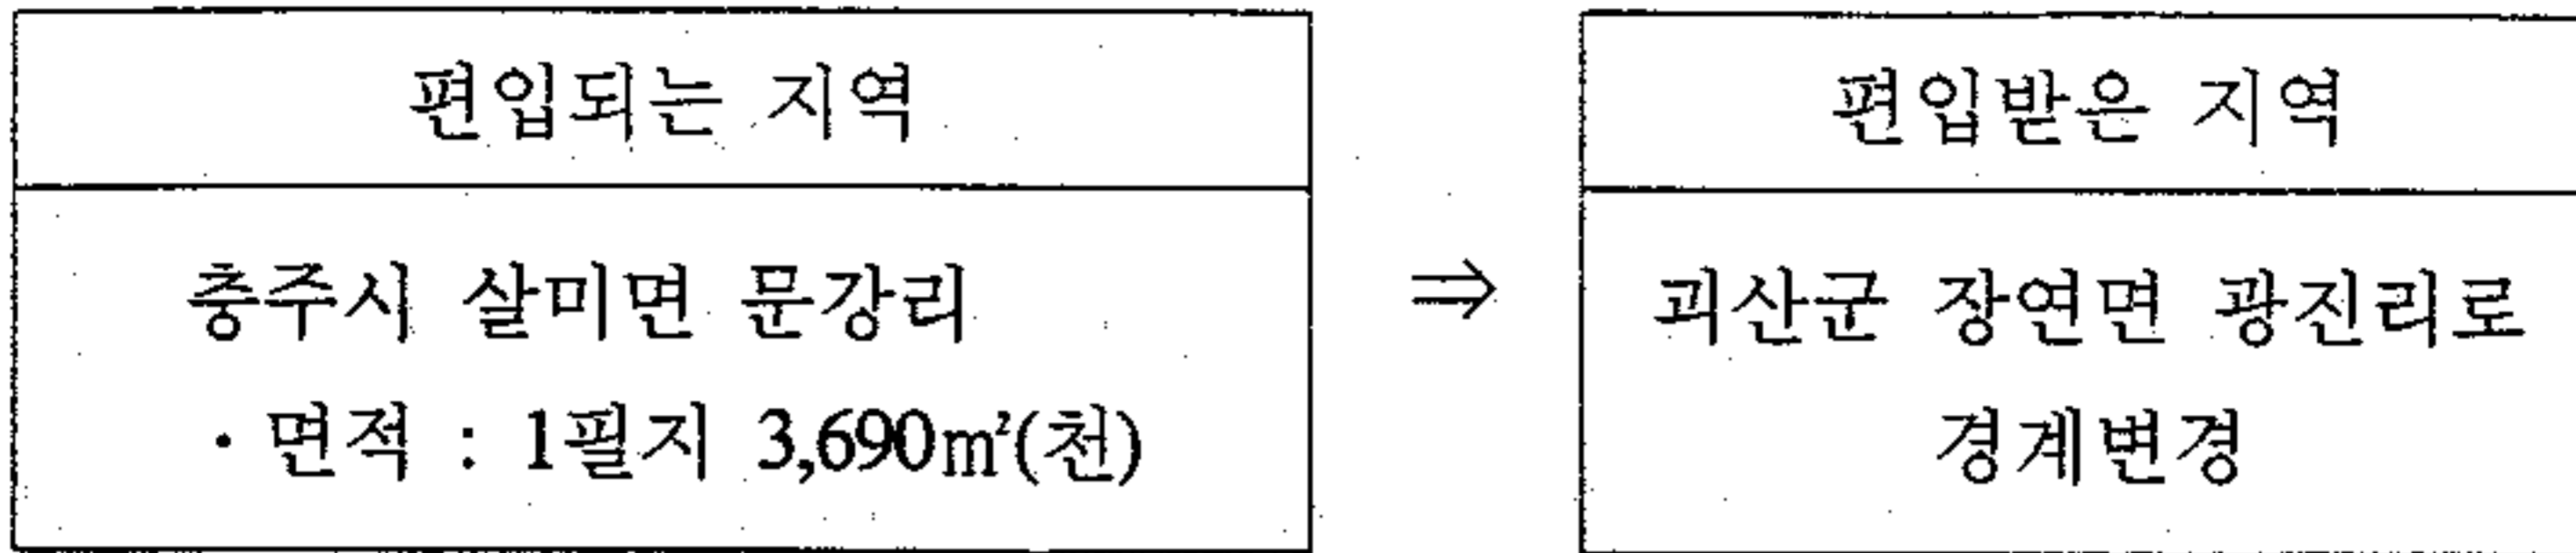 편입되는 지역
충주시 살미면 문강리
· 면적 : 1필지 3,690㎡(천)
⇒
편입받은 지역
괴산군 장연면 광진리로
경계변경